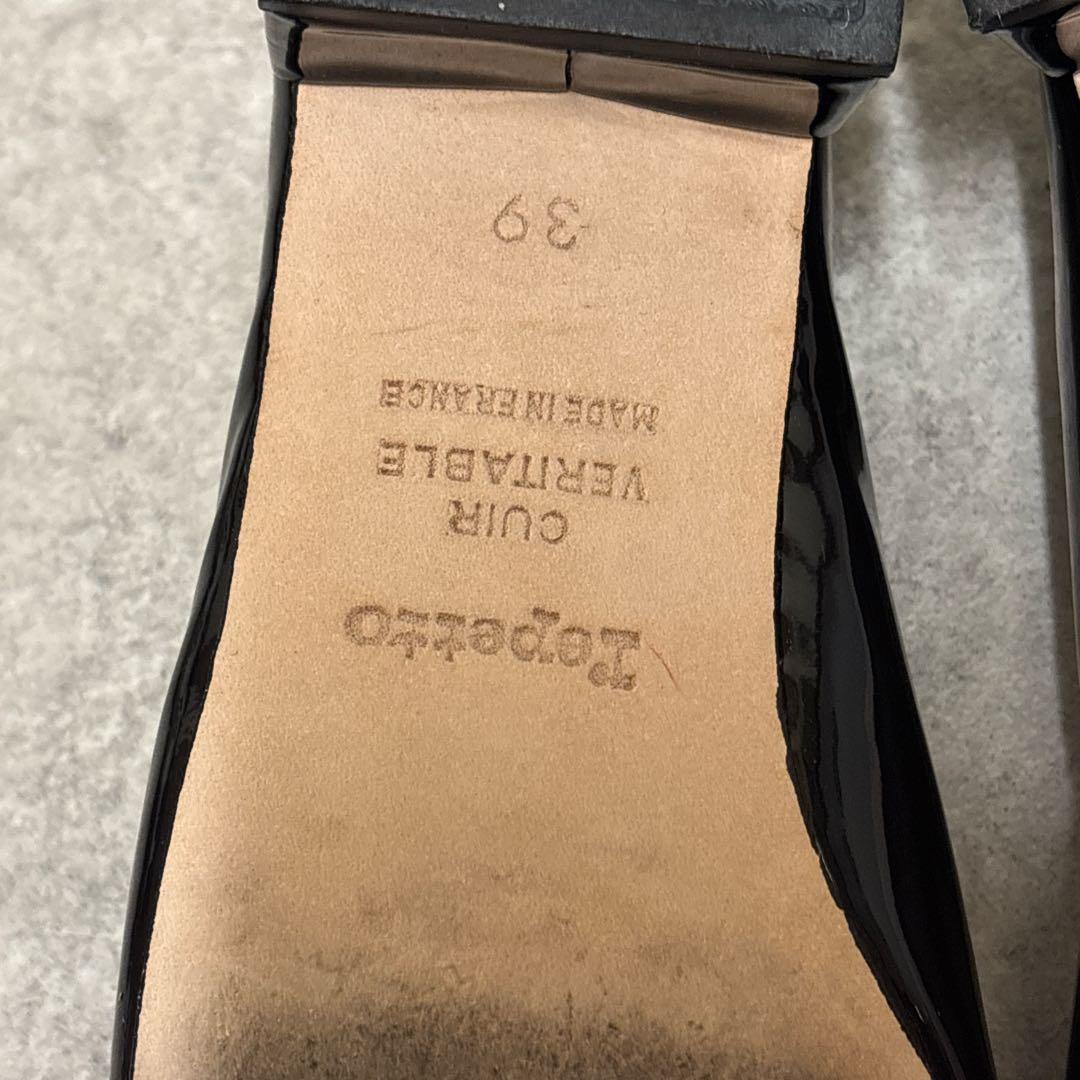 repetto
CUIR
VERITABLE
MADE IN FRANCE
39